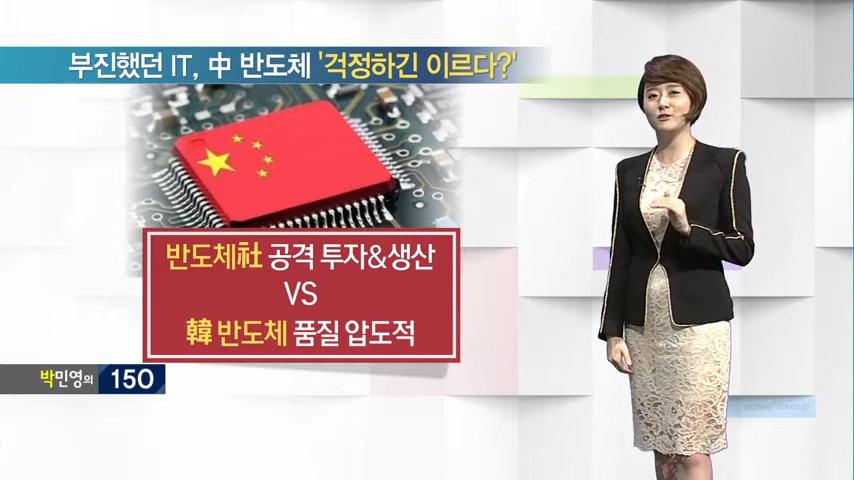 부진했던 IT, 中 반도체 '걱정하긴 이르다?'
반도체社 공격 투자&생산
VS
韓 반도체 품질 압도적
박민영의 150